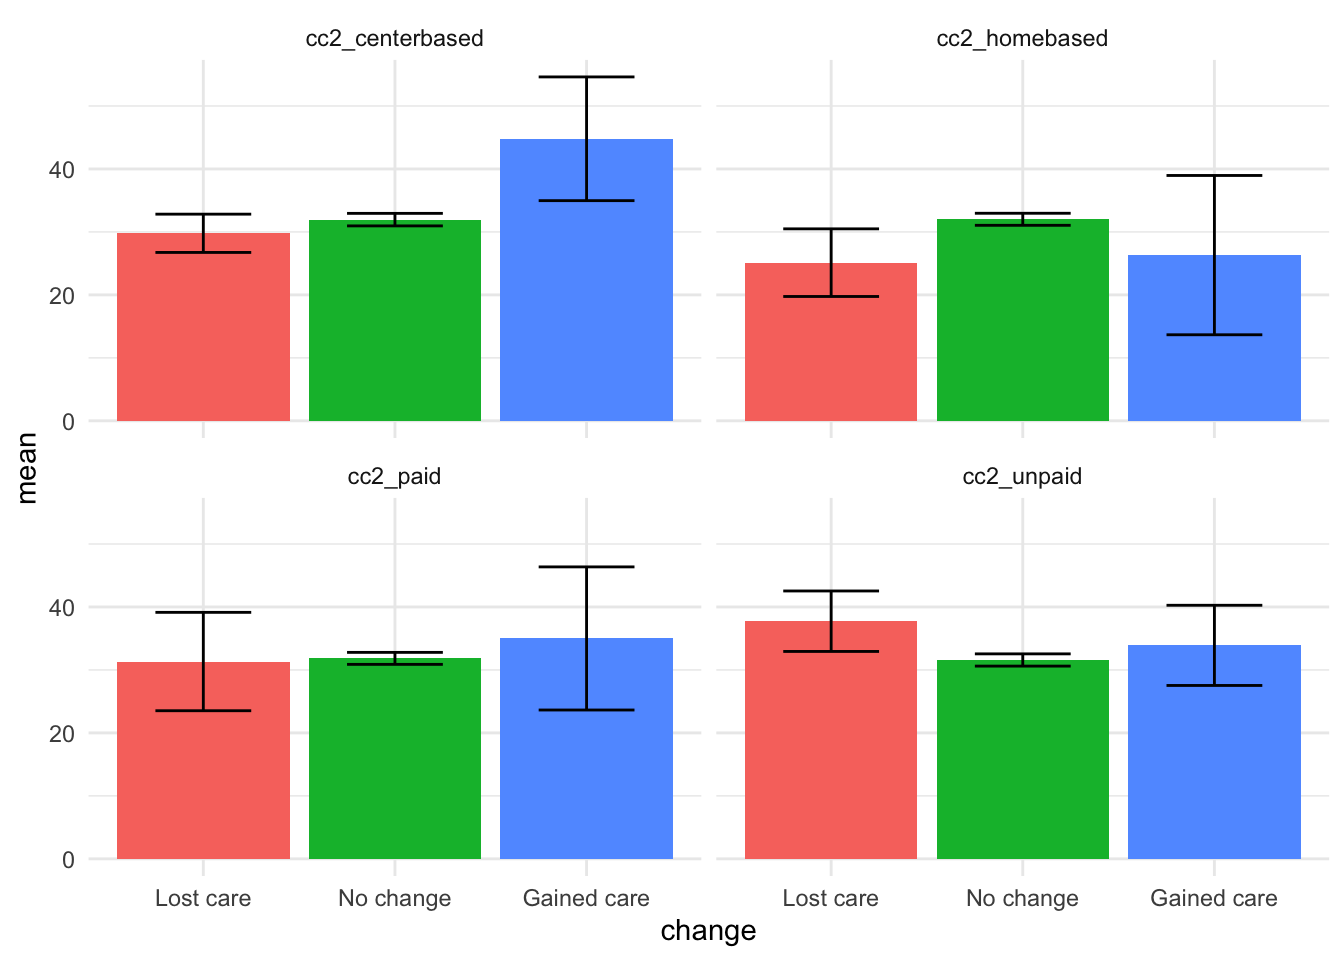 cc2_centerbased
cc2_homebased
40
20
0
cc2_paid
cc2_unpaid
40
20
0
mean
Lost care
No change
Gained care
Lost care
No change
Gained care
change